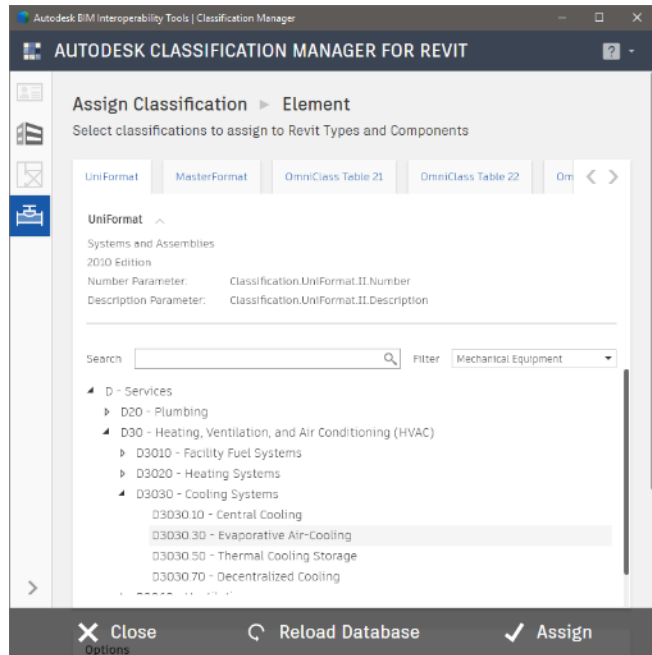 Autodesk BIM Interoperability Tools | Classification Manager
AUTODESK CLASSIFICATION MANAGER FOR REVIT
?
Assign Classification Element
Select classifications to assign to Revit Types and Components
UniFormat MasterFormat OmniClass Table 21 OmniClass Table 22 Om
UniFormat
Systems and Assemblies
2010 Edition
Number Parameter: Classification.UniFormat.II.Number
Description Parameter: Classification.UniFormat.II.Description
Search Filter Mechanical Equipment
D - Services
D20 - Plumbing
D30 - Heating, Ventilation, and Air Conditioning (HVAC)
D3010 - Facility Fuel Systems
D3020 - Heating Systems
D3030 - Cooling Systems
D3030.10 - Central Cooling
D3030.30 - Evaporative Air-Cooling
D3030.50 - Thermal Cooling Storage
D3030.70 - Decentralized Cooling
Close Reload Database Assign
Options